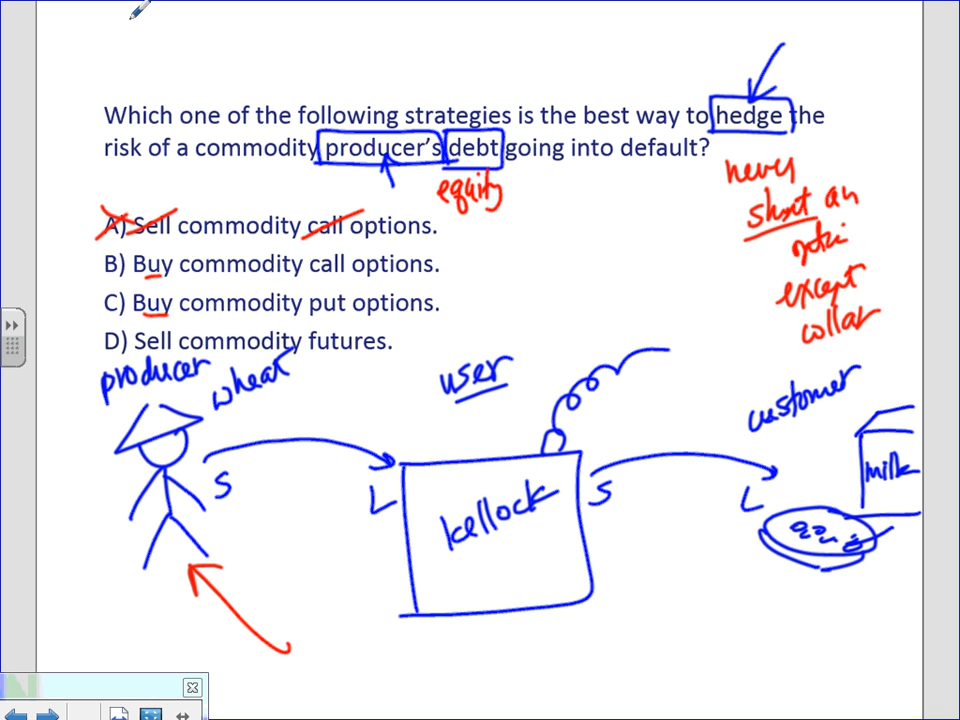 Which one of the following strategies is the best way to hedge the
risk of a commodity producer's debt going into default?
equity
never
short an
option
except
collar
A) Sell commodity call options.
B) Buy commodity call options.
C) Buy commodity put options.
D) Sell commodity futures.
producer
wheat
user
customer
S
L
kellock
S
L
milk